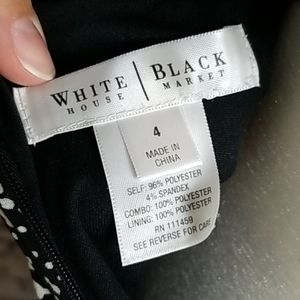 WHITE | BLACK
HOUSE MARKET
4
MADE IN
CHINA
SELF: 96% POLYESTER
4% SPANDEX
COMBO: 100% POLYESTER
LINING: 100% POLYESTER
RN 111459
SEE REVERSE FOR CARE